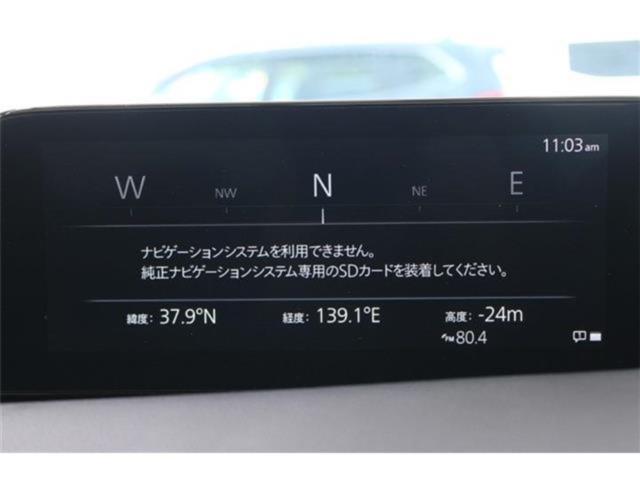 11:03 am
W NW N NE E
ナビゲーションシステムを利用できません。
純正ナビゲーションシステム専用のSDカードを装着してください。
緯度: 37.9°N 経度: 139.1°E 高度: -24m
FM 80.4